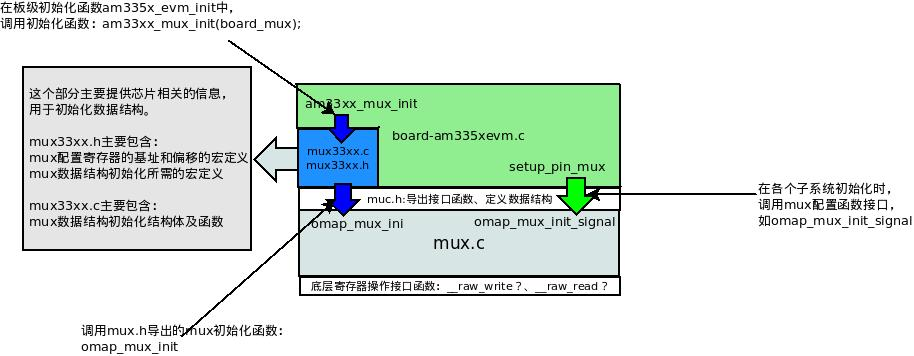 在板级初始化函数am335x_evm_init中，
调用初始化函数：am33xx_mux_init(board_mux);
这个部分主要提供芯片相关的信息，
用于初始化数据结构。
mux33xx.h主要包含：
mux配置寄存器的基址和偏移的宏定义
mux数据结构初始化所需的宏定义
mux33xx.c主要包含：
mux数据结构初始化结构体及函数
am33xx_mux_init
board-am335xevm.c
mux33xx.c
mux33xx.h
setup_pin_mux
muc.h:导出接口函数、定义数据结构
omap_mux_ini
omap_mux_init_signal
mux.c
底层寄存器操作接口函数：__raw_write？、__raw_read？
在各个子系统初始化时，
调用mux配置函数接口，
如omap_mux_init_signal
调用mux.h导出的mux初始化函数：
omap_mux_init